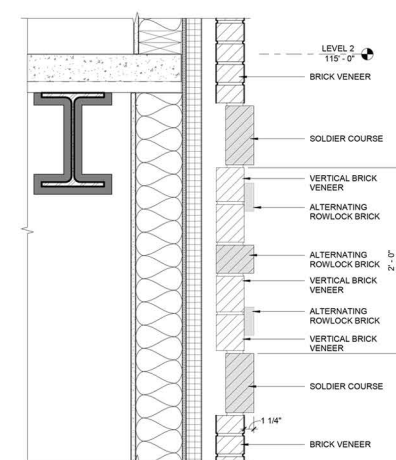 LEVEL 2
115' - 0"
BRICK VENEER
SOLDIER COURSE
VERTICAL BRICK
VENEER
ALTERNATING
ROWLOCK BRICK
ALTERNATING
ROWLOCK BRICK
2' - 0"
VERTICAL BRICK
VENEER
ALTERNATING
ROWLOCK BRICK
VERTICAL BRICK
VENEER
SOLDIER COURSE
1 1/4"
BRICK VENEER